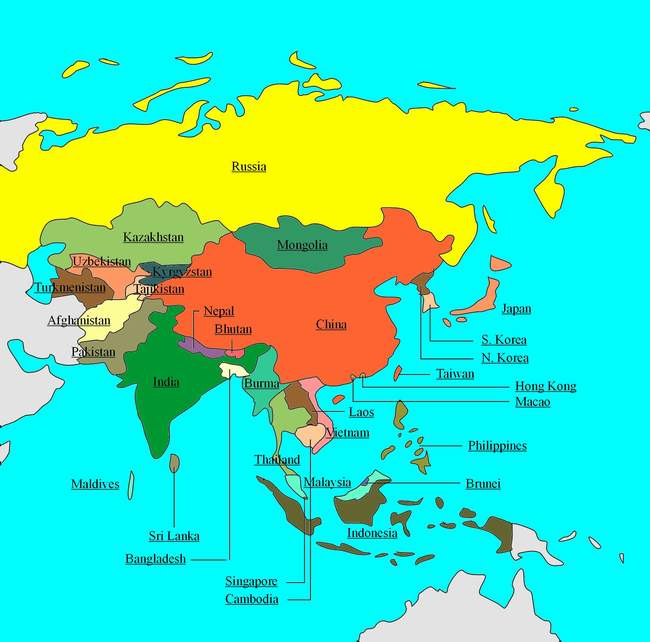 Russia
Kazakhstan
Mongolia
Uzbekistan
Kyrgyzstan
Turkmenistan
Tajikistan
Nepal
Japan
Afghanistan
Bhutan
China
S. Korea
Pakistan
N. Korea
Taiwan
India
Burma
Hong Kong
Macao
Laos
Vietnam
Philippines
Thailand
Maldives
Malaysia
Brunei
Sri Lanka
Indonesia
Bangladesh
Singapore
Cambodia